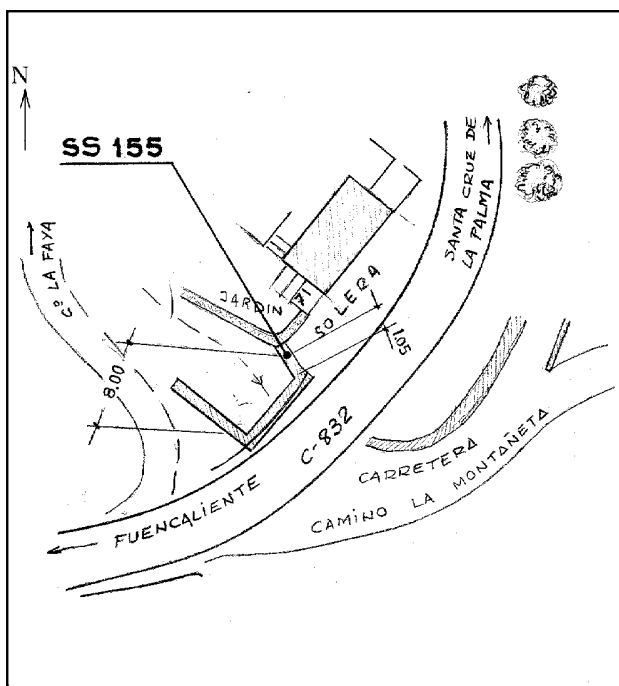 N
SS 155
SANTA CRUZ DE
LA PALMA
Cº LA FAYA
JARDIN
71
SOLERA
1.05
8.00
FUENCALIENTE
C-832
CARRETERA
CAMINO LA MONTAÑETA